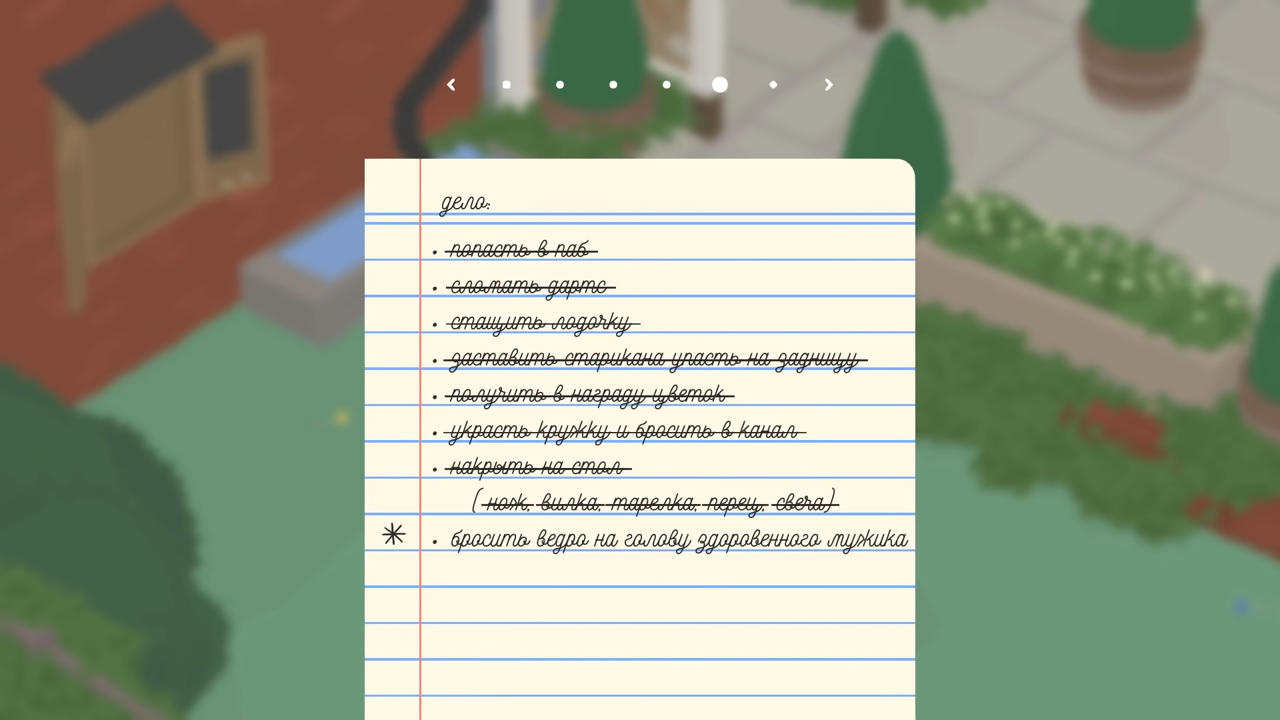 дело:
• попасть в паб
• сломать дартс
• стащить лодочку
• заставить старикана упасть на задницу
• получить в награду цветок
• украсть кружку и бросить в канал
• накрыть на стол
(нож, вилка, тарелка, перец, свеча)
• бросить ведро на голову здоровенного мужика